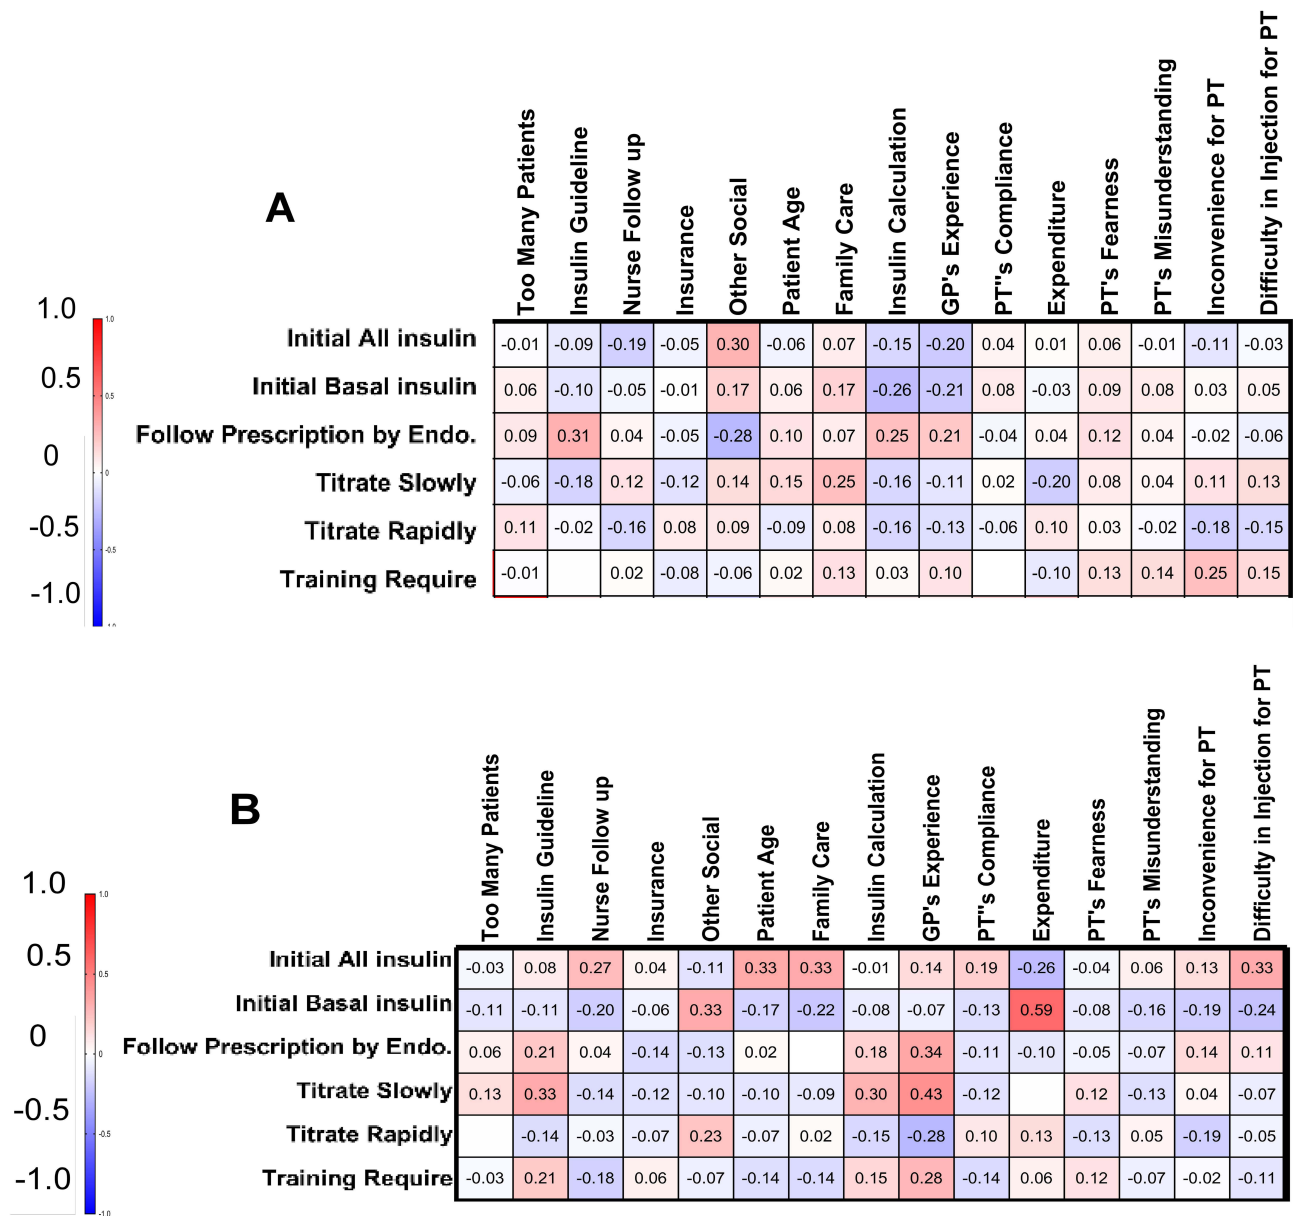 A
Too Many Patients
Insulin Guideline
Nurse Follow up
Insurance
Other Social
Patient Age
Family Care
Insulin Calculation
GP's Experience
PT"s Compliance
Expenditure
PT's Fearness
PT's Misunderstanding
Inconvenience for PT
Difficulty in Injection for PT
1.0
0.5
0
-0.5
-1.0
1.0
0.5
0
-0.5
Initial All insulin -0.01 -0.09 -0.19 -0.05 0.30 -0.06 0.07 -0.15 -0.20 0.04 0.01 0.06 -0.01 -0.11 -0.03
Initial Basal insulin 0.06 -0.10 -0.05 -0.01 0.17 0.06 0.17 -0.26 -0.21 0.08 -0.03 0.09 0.08 0.03 0.05
Follow Prescription by Endo. 0.09 0.31 0.04 -0.05 -0.28 0.10 0.07 0.25 0.21 -0.04 0.04 0.12 0.04 -0.02 -0.06
Titrate Slowly -0.06 -0.18 0.12 -0.12 0.14 0.15 0.25 -0.16 -0.11 0.02 -0.20 0.08 0.04 0.11 0.13
Titrate Rapidly 0.11 -0.02 -0.16 0.08 0.09 -0.09 0.08 -0.16 -0.13 -0.06 0.10 0.03 -0.02 -0.18 -0.15
Training Require -0.01 0.02 -0.08 -0.06 0.02 0.13 0.03 0.10 -0.10 0.13 0.14 0.25 0.15
B
Too Many Patients
Insulin Guideline
Nurse Follow up
Insurance
Other Social
Patient Age
Family Care
Insulin Calculation
GP's Experience
PT"s Compliance
Expenditure
PT's Fearness
PT's Misunderstanding
Inconvenience for PT
Difficulty in Injection for PT
1.0
0.5
0
-0.5
-1.0
1.0
0.5
0
-0.5
-1.0
Initial All insulin -0.03 0.08 0.27 0.04 -0.11 0.33 0.33 -0.01 0.14 0.19 -0.26 -0.04 0.06 0.13 0.33
Initial Basal insulin -0.11 -0.11 -0.20 -0.06 0.33 -0.17 -0.22 -0.08 -0.07 -0.13 0.59 -0.08 -0.16 -0.19 -0.24
Follow Prescription by Endo. 0.06 0.21 0.04 -0.14 -0.13 0.02 0.18 0.34 -0.11 -0.10 -0.05 -0.07 0.14 0.11
Titrate Slowly 0.13 0.33 -0.14 -0.12 -0.10 -0.10 -0.09 0.30 0.43 -0.12 0.12 -0.13 0.04 -0.07
Titrate Rapidly -0.14 -0.03 -0.07 0.23 -0.07 0.02 -0.15 -0.28 0.10 0.13 -0.13 0.05 -0.19 -0.05
Training Require -0.03 0.21 -0.18 0.06 -0.07 -0.14 -0.14 0.15 0.28 -0.14 0.06 0.12 -0.07 -0.02 -0.11